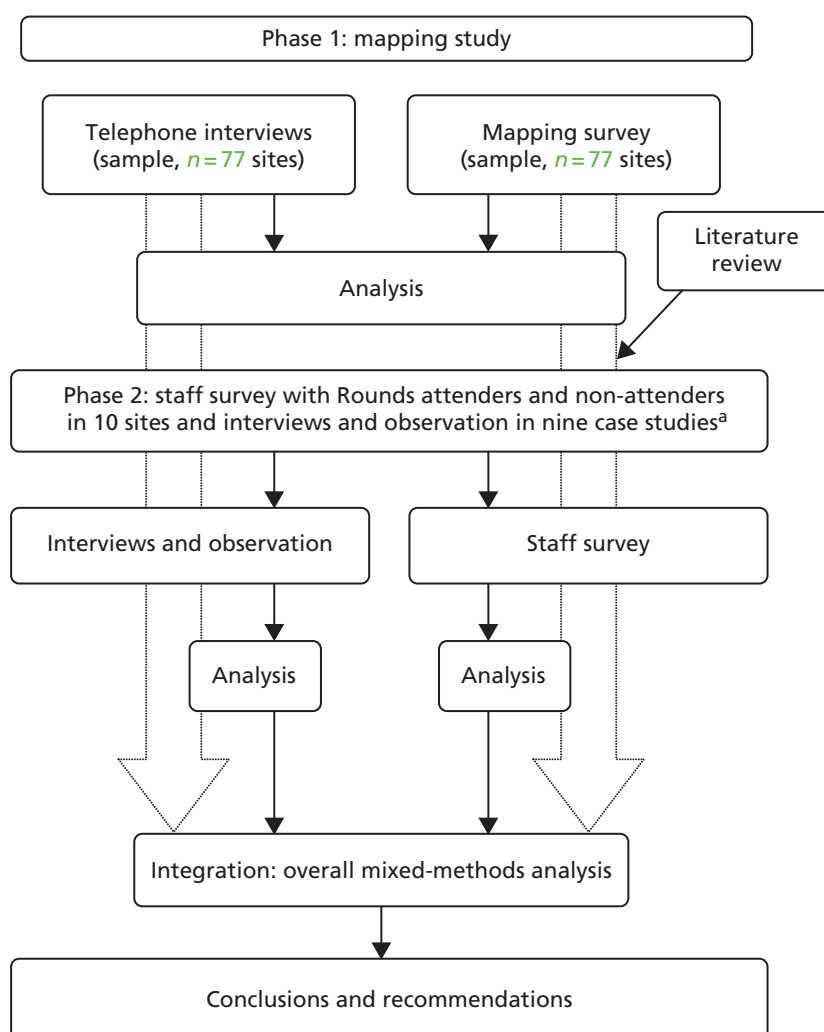 Phase 1: mapping study
Telephone interviews
(sample, n=77 sites)
Mapping survey
(sample, n=77 sites)
Literature
review
Analysis
Phase 2: staff survey with Rounds attenders and non-attenders
in 10 sites and interviews and observation in nine case studiesᵃ
Interviews and observation
Staff survey
Analysis
Analysis
Integration: overall mixed-methods analysis
Conclusions and recommendations